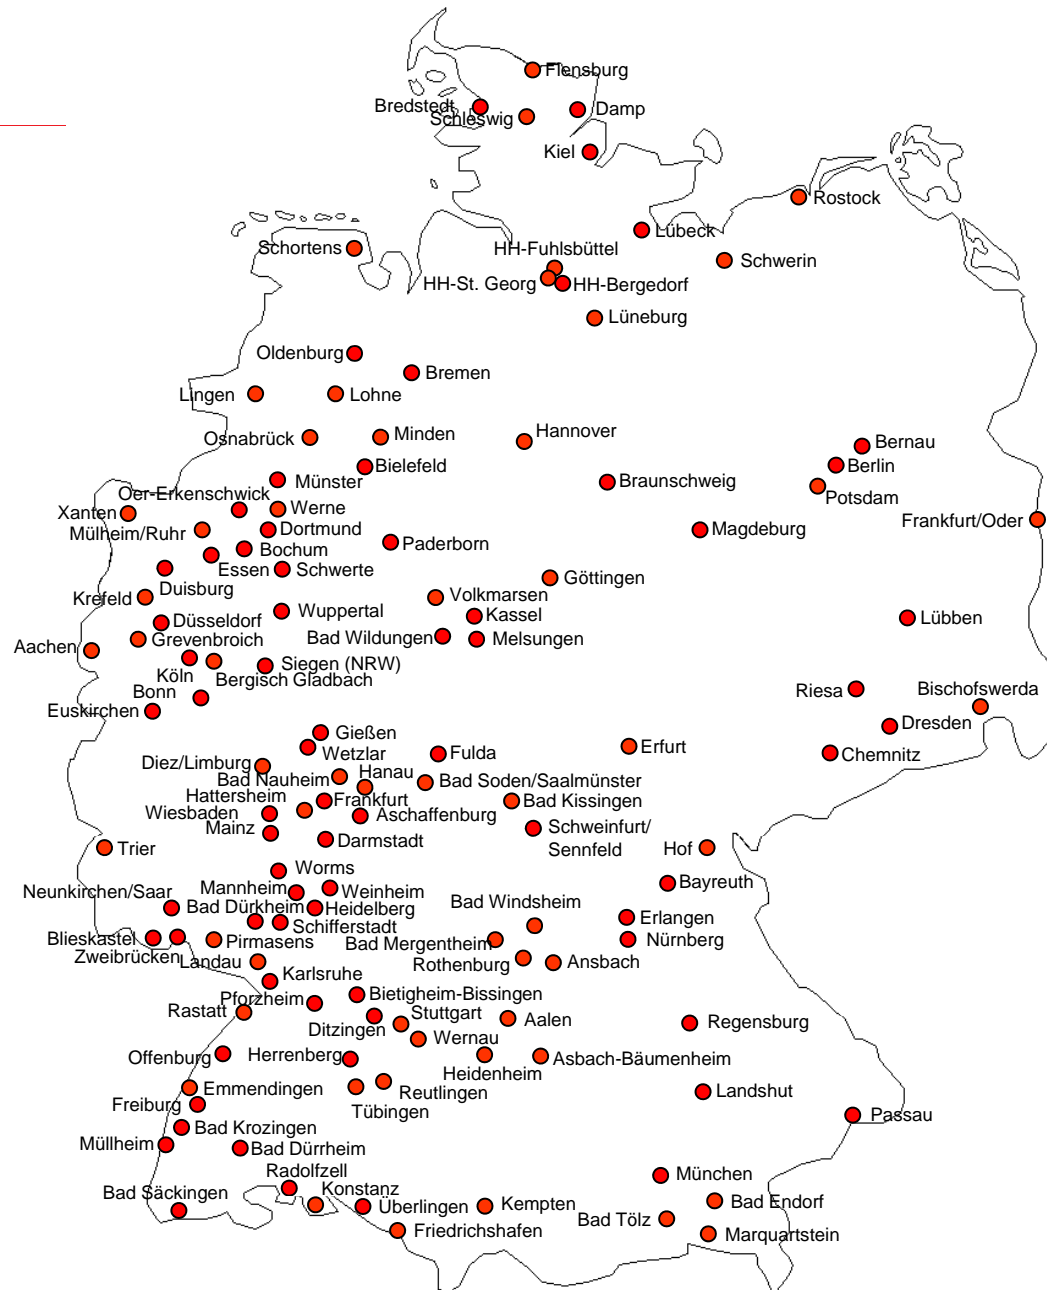 Flensburg
Bredstedt
Damp
Schleswig
Kiel
Rostock
Lübeck
HH-Fuhlsbüttel
Schortens
Schwerin
HH-St. Georg
HH-Bergedorf
Lüneburg
Oldenburg
Bremen
Lingen
Lohne
Osnabrück
Minden
Hannover
Bernau
Bielefeld
Berlin
Münster
Braunschweig
Oer-Erkenschwick
Potsdam
Xanten
Werne
Frankfurt/Oder
Mülheim/Ruhr
Dortmund
Magdeburg
Bochum
Paderborn
Essen
Schwerte
Göttingen
Duisburg
Krefeld
Volkmarsen
Wuppertal
Kassel
Lübben
Düsseldorf
Bad Wildungen
Melsungen
Grevenbroich
Aachen
Siegen (NRW)
Köln
Bergisch Gladbach
Bonn
Riesa
Bischofswerda
Euskirchen
Dresden
Gießen
Wetzlar
Fulda
Erfurt
Chemnitz
Diez/Limburg
Hanau
Bad Nauheim
Bad Soden/Saalmünster
Hattersheim
Frankfurt
Bad Kissingen
Wiesbaden
Aschaffenburg
Mainz
Darmstadt
Schweinfurt/
Sennfeld
Trier
Hof
Worms
Bayreuth
Neunkirchen/Saar
Mannheim
Weinheim
Bad Windsheim
Bad Dürkheim
Heidelberg
Erlangen
Schifferstadt
Blieskastel
Pirmasens
Bad Mergentheim
Nürnberg
Zweibrücken
Landau
Rothenburg
Ansbach
Karlsruhe
Pforzheim
Bietigheim-Bissingen
Rastatt
Stuttgart
Aalen
Regensburg
Ditzingen
Wernau
Offenburg
Herrenberg
Heidenheim
Asbach-Bäumenheim
Emmendingen
Reutlingen
Landshut
Freiburg
Tübingen
Passau
Bad Krozingen
Müllheim
Bad Dürrheim
Radolfzell
München
Bad Säckingen
Konstanz
Überlingen
Kempten
Bad Endorf
Bad Tölz
Friedrichshafen
Marquartstein